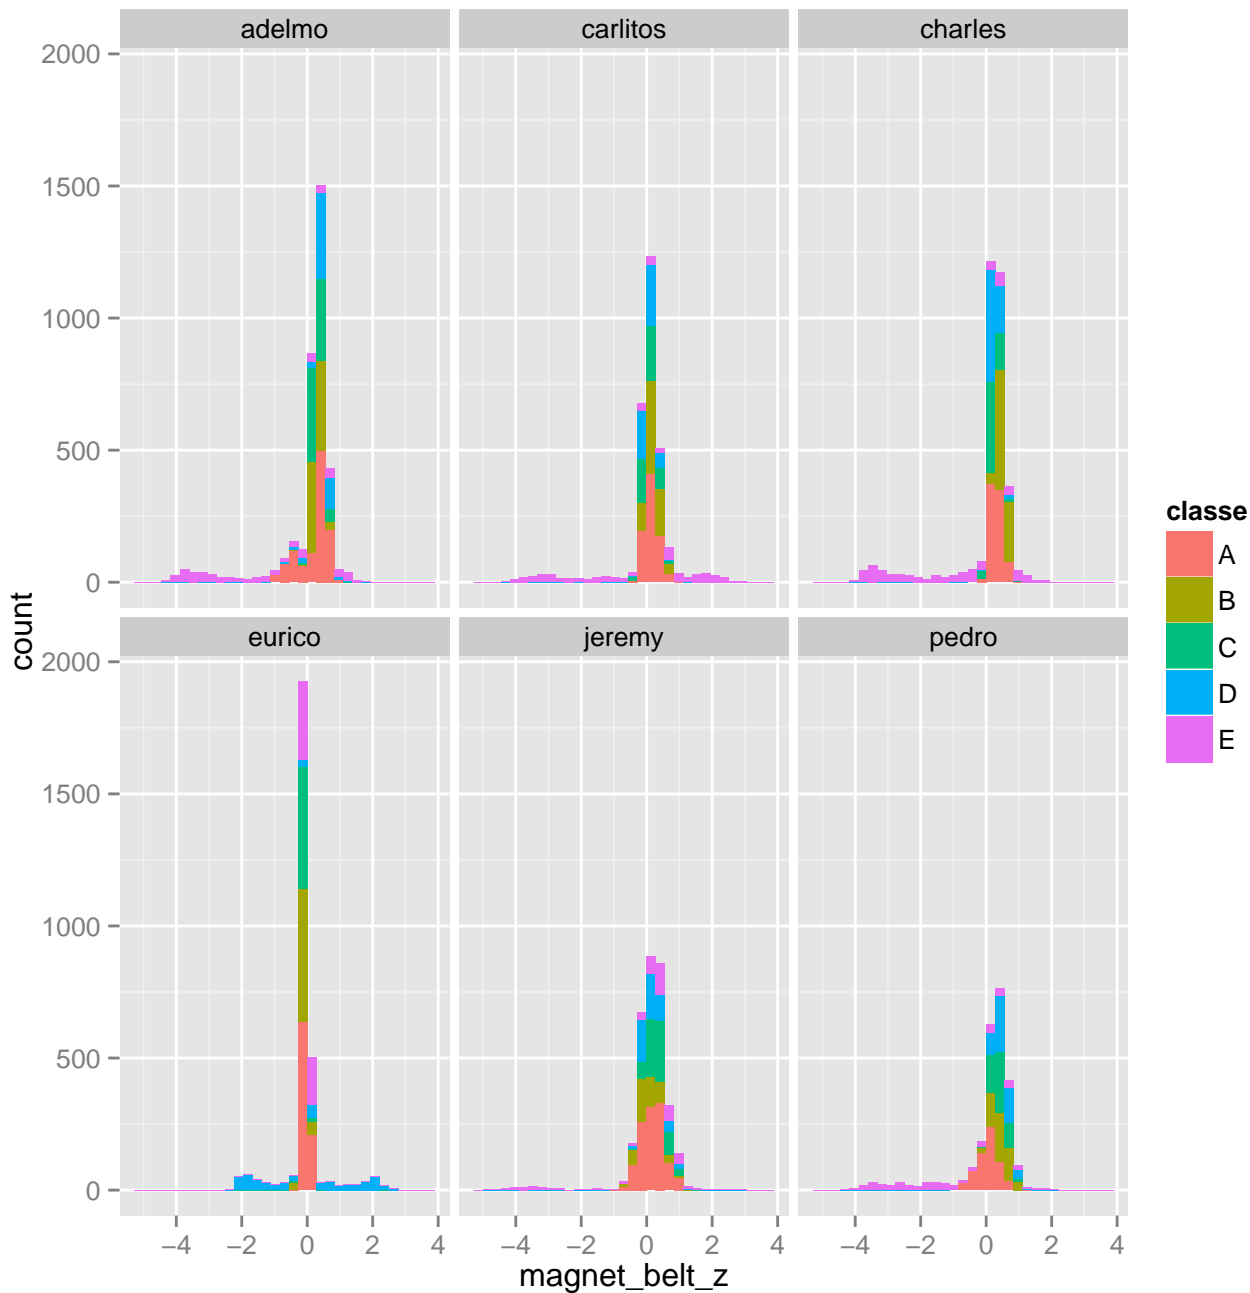 adelmo carlitos charles
2000
1500
1000
500
0
eurico jeremy pedro
2000
1500
1000
500
0
−4 −2 0 2 4 −4 −2 0 2 4 −4 −2 0 2 4
magnet_belt_z
count
classe
A
B
C
D
E